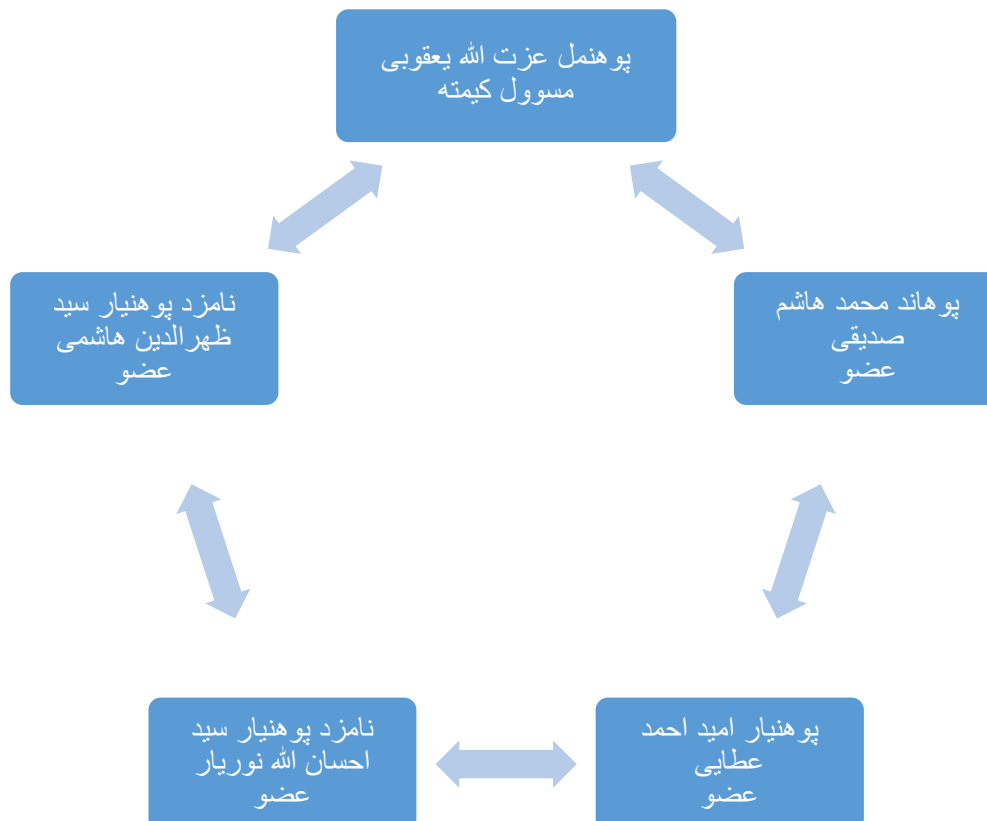 پوهنمل عزت الله یعقوبی
مسوول کیمته
پوهاند محمد هاشم
صدیقی
عضو
نامزد پوهنیار سید
ظهرالدین هاشمی
عضو
پوهنیار امید احمد
عطایی
عضو
نامزد پوهنیار سید
احسان الله نوریار
عضو